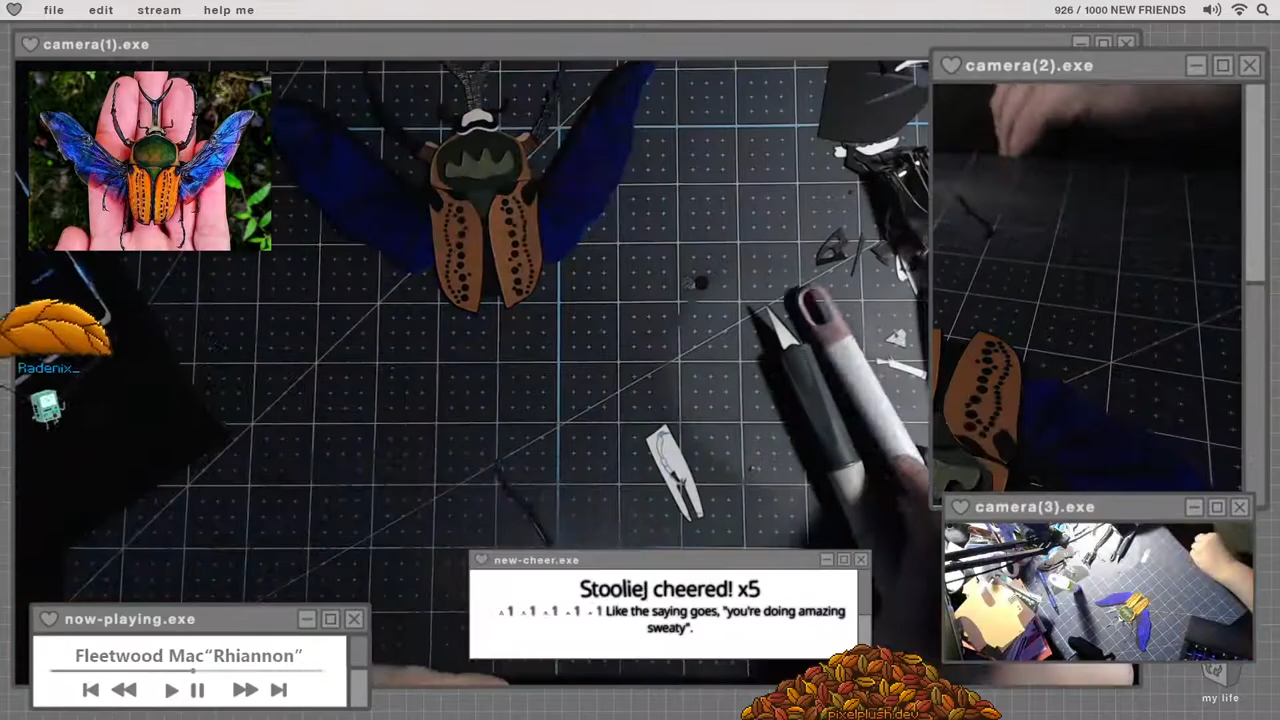 file edit stream help me
926 / 1000 NEW FRIENDS
camera(1).exe
camera(2).exe
Radenix_
camera(3).exe
new-cheer.exe
StoolieJ cheered! x5
1 1 1 1 1 Like the saying goes, "you're doing amazing
sweaty".
now-playing.exe
Fleetwood Mac“Rhiannon”
my life
pixelplush.dev